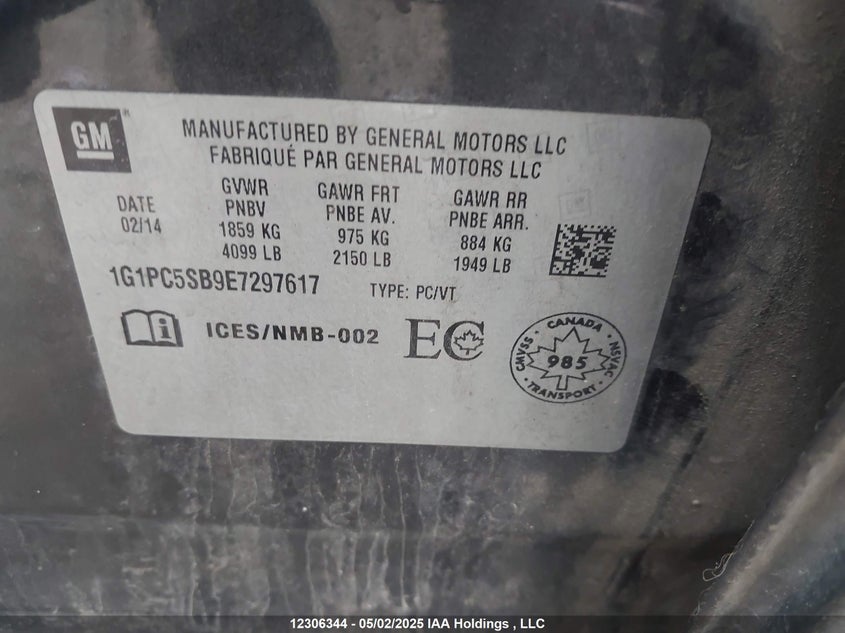 GM
MANUFACTURED BY GENERAL MOTORS LLC
FABRIQUÉ PAR GENERAL MOTORS LLC
DATE
02/14
GVWR
PNBV
1859 KG
4099 LB
GAWR FRT
PNBE AV.
975 KG
2150 LB
GAWR RR
PNBE ARR.
884 KG
1949 LB
1G1PC5SB9E7297617 TYPE: PC/VT
ICES/NMB-002 EC
CANADA
CMVSS 985 NSVAC
TRANSPORT
12306344 - 05/02/2025 IAA Holdings , LLC